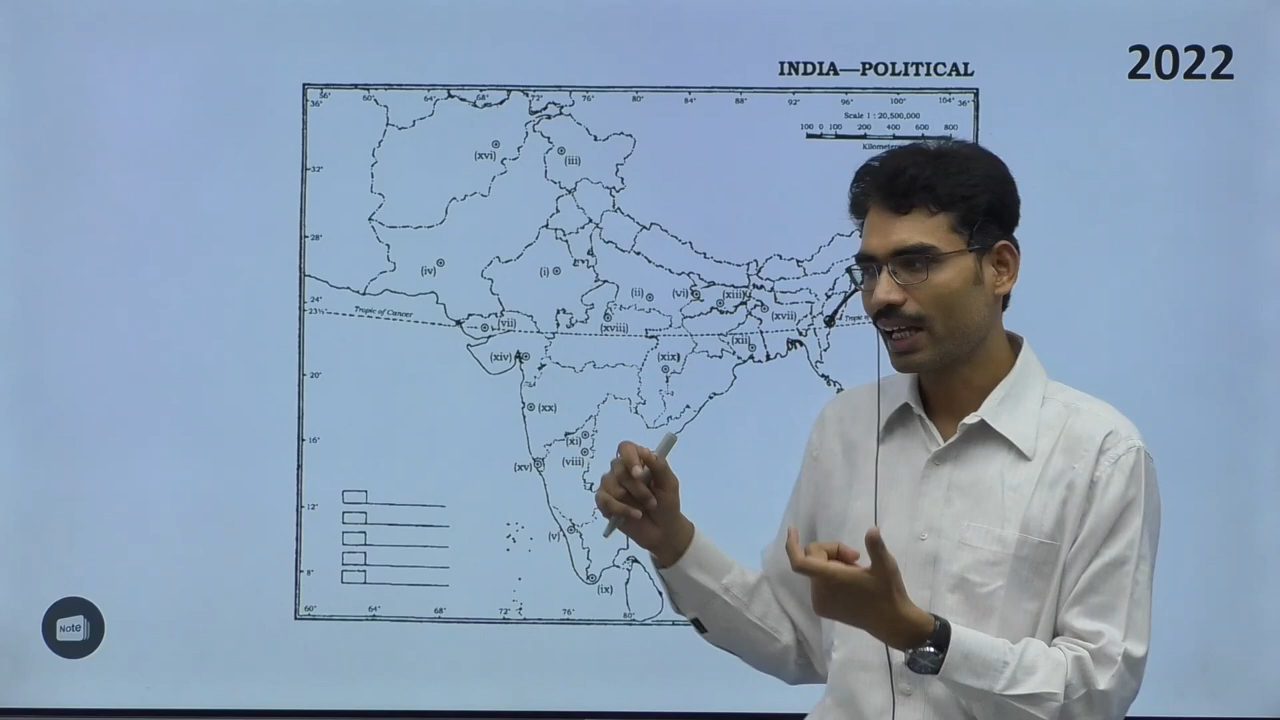 2022
INDIA—POLITICAL
56° 60° 64° 68° 72° 76° 80° 84° 88° 92° 96° 100° 104° 36°
36°
Scale 1 : 20,500,000
100 0 100 200 400 600 800
(xvi)
(iii)
32°
28°
(iv)
(i)
(ii)
(vi)
(xiii)
24°
23½°
Tropic of Cancer
(vii)
(xviii)
(xvii)
(xiv)
(xix)
(xii)
20°
(xx)
16°
(xi)
(xv)
(viii)
12°
(v)
8°
(ix)
60° 64° 68° 72° 76° 80°
Note